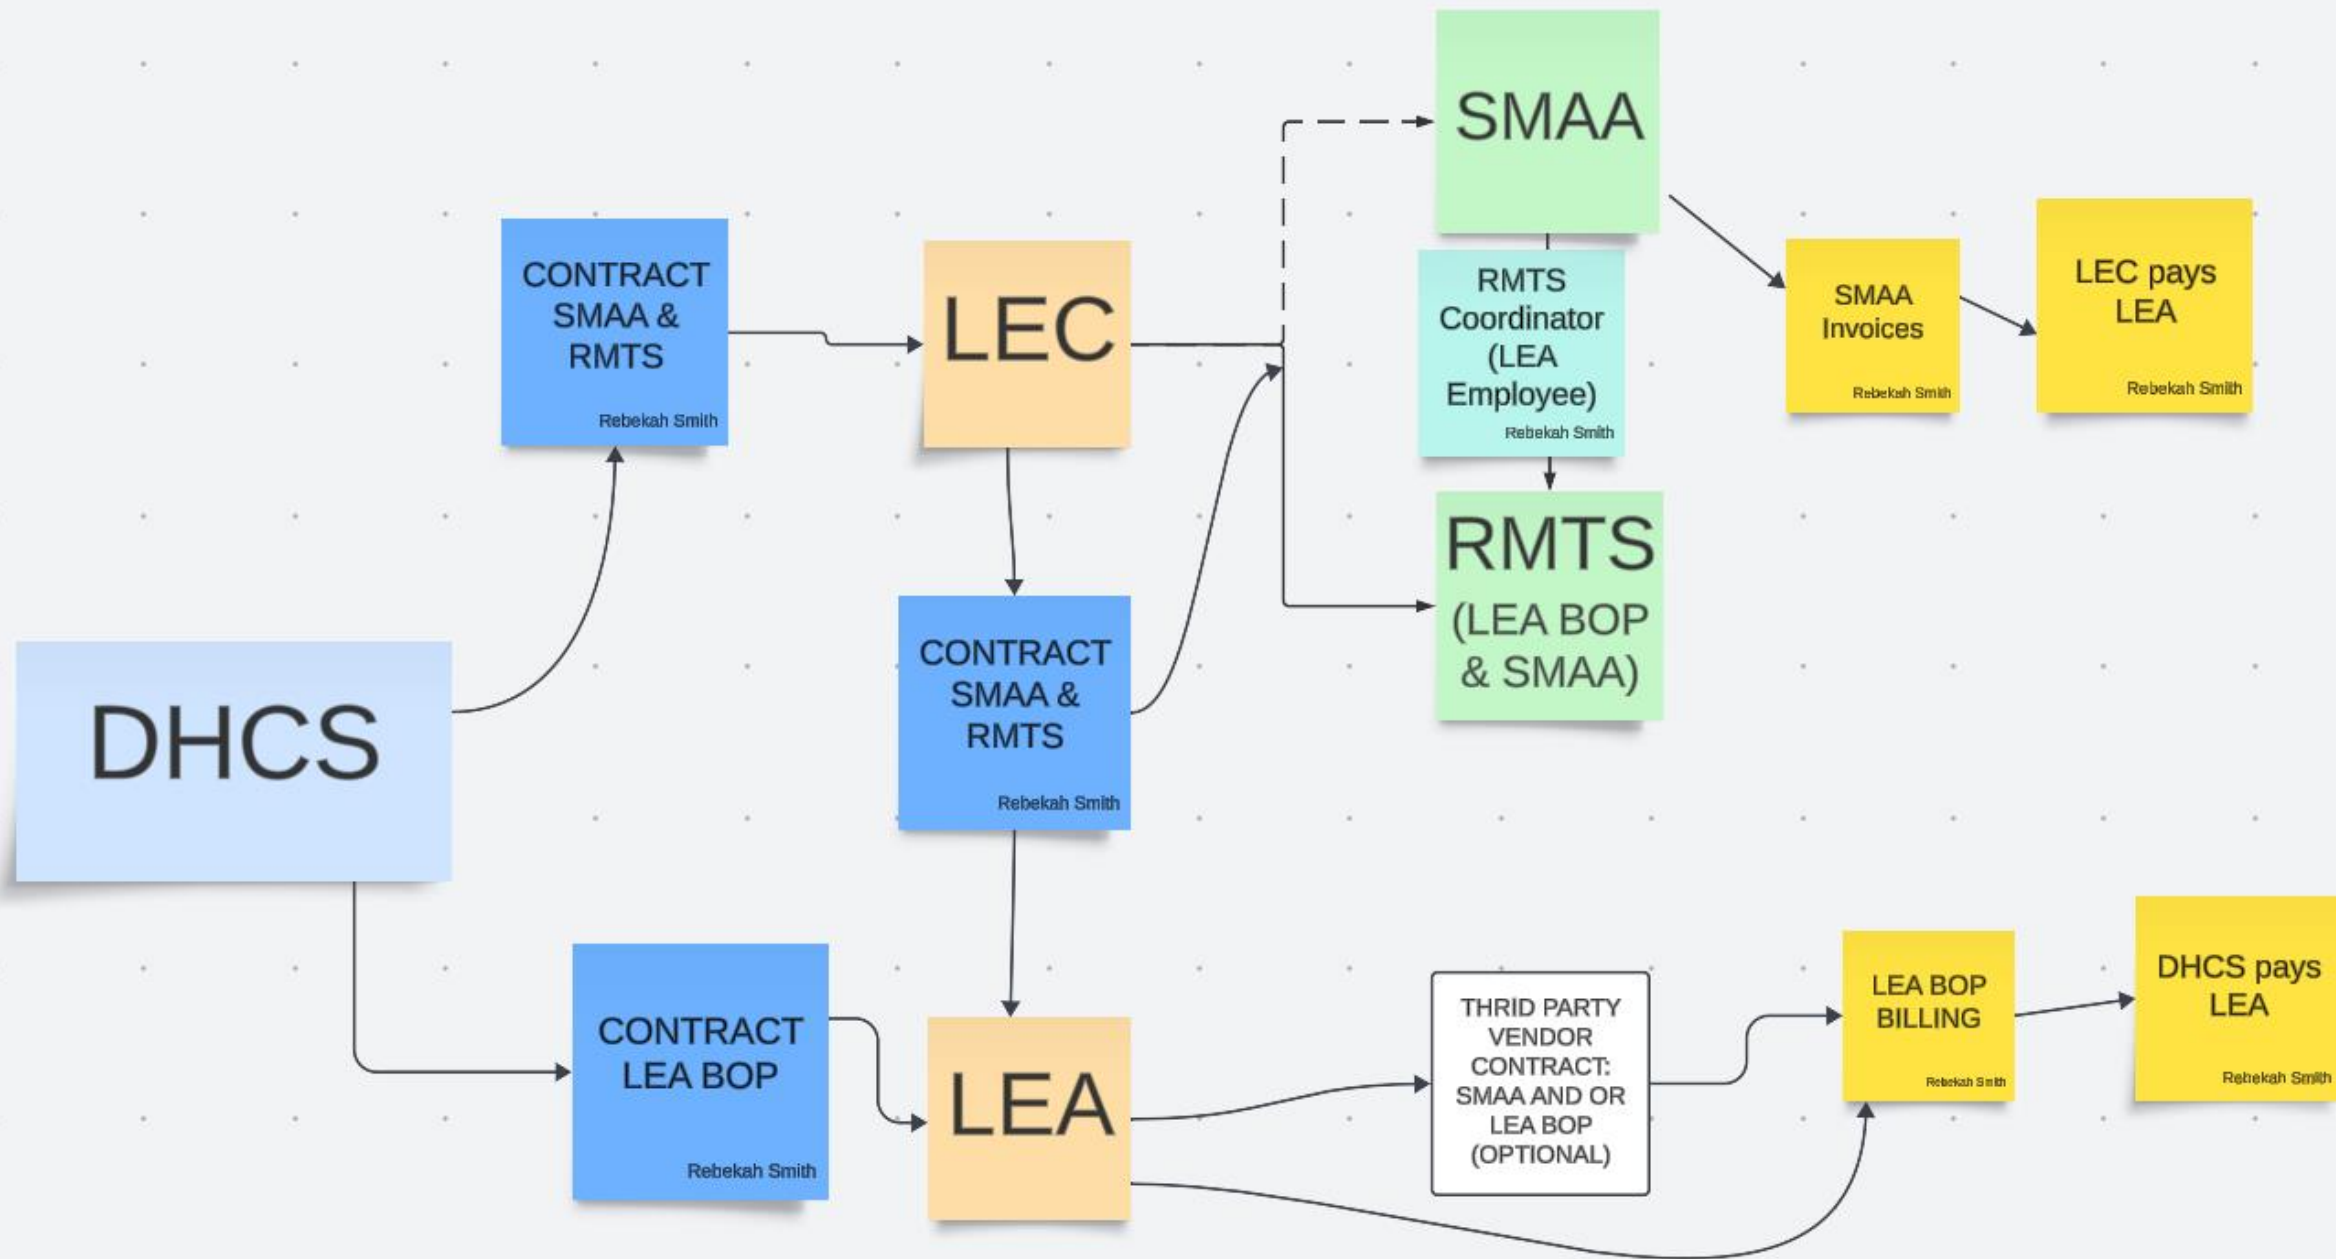 SMAA
CONTRACT
SMAA &
RMTS
Rebekah Smith
LEC
RMTS
Coordinator
(LEA
Employee)
Rebekah Smith
SMAA
Invoices
Rebekah Smith
LEC pays
LEA
Rebekah Smith
RMTS
(LEA BOP
& SMAA)
CONTRACT
SMAA &
RMTS
Rebekah Smith
DHCS
CONTRACT
LEA BOP
Rebekah Smith
LEA
THRID PARTY
VENDOR
CONTRACT:
SMAA AND OR
LEA BOP
(OPTIONAL)
LEA BOP
BILLING
Rebekah Smith
DHCS pays
LEA
Rebekah Smith